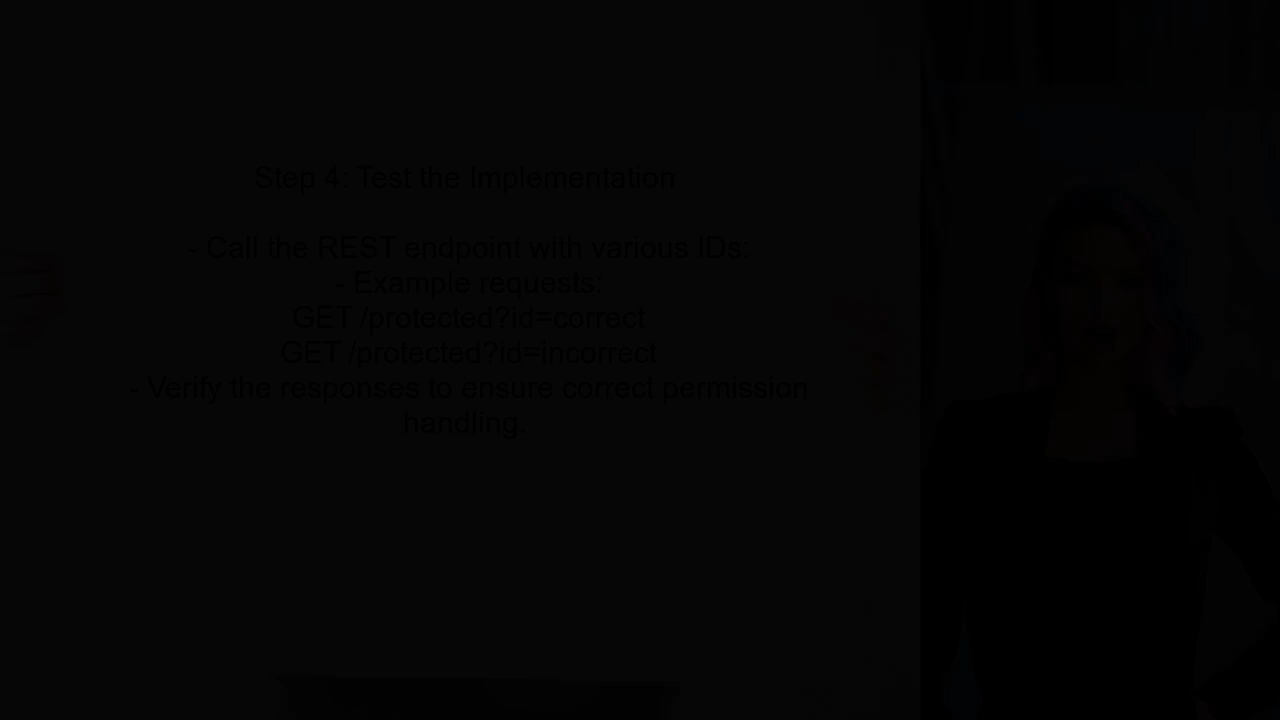 Step 4: Test the Implementation
- Call the REST endpoint with various IDs:
- Example requests:
GET /protected?id=correct
GET /protected?id=incorrect
- Verify the responses to ensure correct permission
handling.